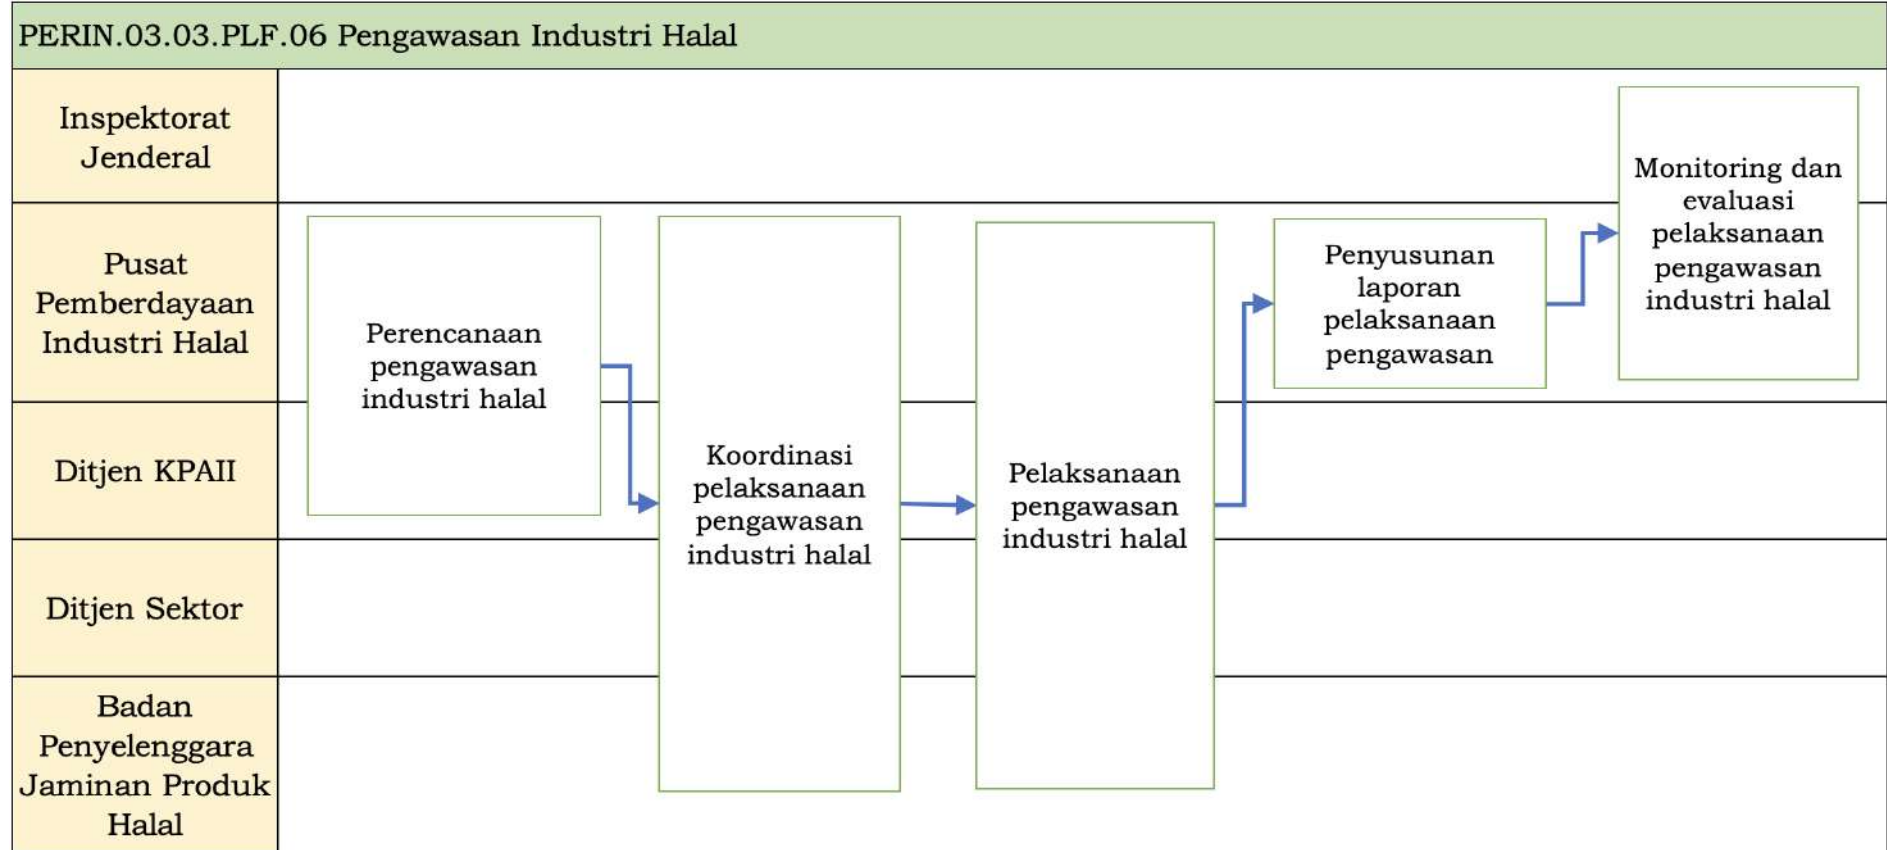 PERIN.03.03.PLF.06 Pengawasan Industri Halal
Inspektorat
Jenderal
Pusat
Pemberdayaan
Industri Halal
Ditjen KPAII
Ditjen Sektor
Badan
Penyelenggara
Jaminan Produk
Halal
Perencanaan
pengawasan
industri halal
Koordinasi
pelaksanaan
pengawasan
industri halal
Pelaksanaan
pengawasan
industri halal
Penyusunan
laporan
pelaksanaan
pengawasan
Monitoring dan
evaluasi
pelaksanaan
pengawasan
industri halal